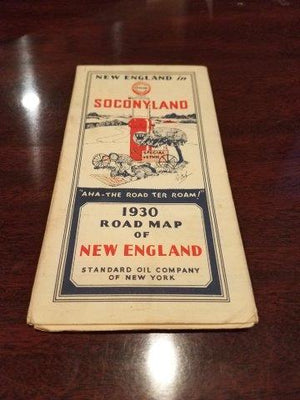 NEW ENGLAND in
SOCONYLAND
SPECIAL
"AHA-THE ROAD TER ROAM!"
1930
ROAD MAP
OF
NEW ENGLAND
STANDARD OIL COMPANY
OF NEW YORK